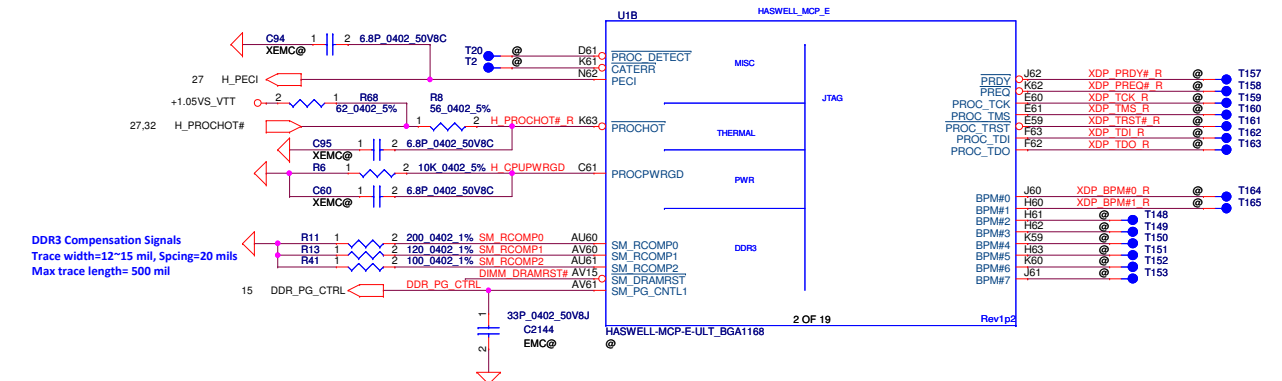 U1B
HASWELL_MCP_E
C94 1 2 6.8P_0402_50V8C
XEMC@
T20 @ D61 PROC_DETECT MISC
T2 @ K61 CATERR
27 H_PECI N62 PECI
+1.05VS_VTT 2 1 R68
62_0402_5%
R8
56_0402_5%
27,32 H_PROCHOT# 1 2 H_PROCHOT#_R K63 PROCHOT THERMAL
C95 1 2 6.8P_0402_50V8C
XEMC@
R6 1 2 10K_0402_5% H_CPUPWRGD C61 PROCPWRGD PWR
C60 1 2 6.8P_0402_50V8C
XEMC@
DDR3 Compensation Signals
Trace width=12~15 mil, Spcing=20 mils
Max trace length= 500 mil
R11 1 2 200_0402_1% SM_RCOMP0 AU60 SM_RCOMP0 DDR3
R13 1 2 120_0402_1% SM_RCOMP1 AV60 SM_RCOMP1
R41 1 2 100_0402_1% SM_RCOMP2 AU61 SM_RCOMP2
DIMM_DRAMRST# AV15 SM_DRAMRST
15 DDR_PG_CTRL DDR_PG_CTRL AV61 SM_PG_CNTL1
1 33P_0402_50V8J
C2144
2 EMC@
JTAG
PRDY J62 XDP_PRDY#_R @ T157
PREQ K62 XDP_PREQ#_R @ T158
PROC_TCK E60 XDP_TCK_R @ T159
PROC_TMS E61 XDP_TMS_R @ T160
PROC_TRST E59 XDP_TRST#_R @ T161
PROC_TDI F63 XDP_TDI_R @ T162
PROC_TDO F62 XDP_TDO_R @ T163
BPM#0 J60 XDP_BPM#0_R @ T164
BPM#1 H60 XDP_BPM#1_R @ T165
BPM#2 H61 @ T148
BPM#3 H62 @ T149
BPM#4 K59 @ T150
BPM#5 H63 @ T151
BPM#6 K60 @ T152
BPM#7 J61 @ T153
2 OF 19
Rev1p2
HASWELL-MCP-E-ULT_BGA1168
@